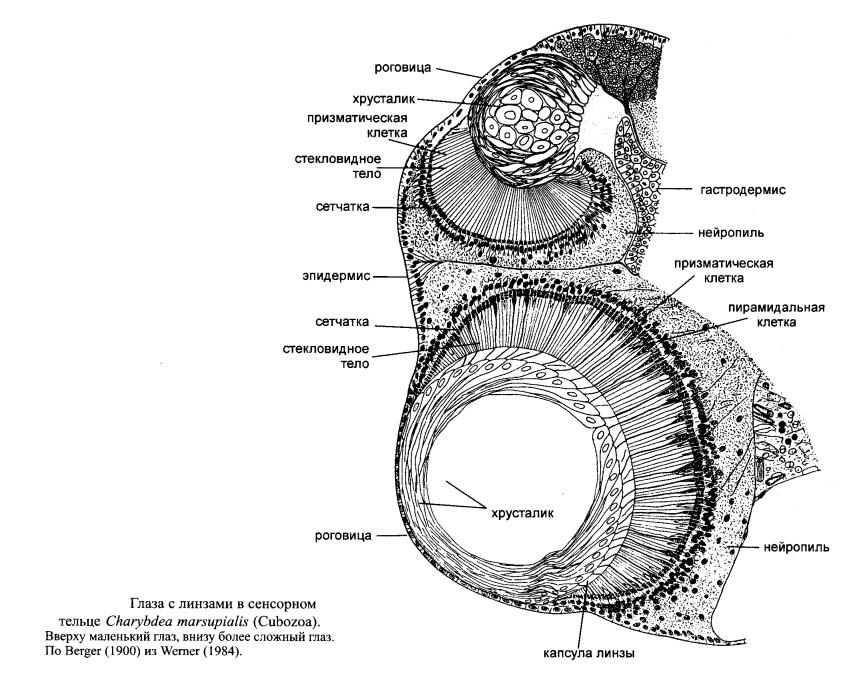 роговица
хрусталик
призматическая
клетка
стекловидное
тело
сетчатка
гастродермис
нейропиль
эпидермис
призматическая
клетка
сетчатка
пирамидальная
клетка
стекловидное
тело
хрусталик
роговица
нейропиль
капсула линзы
Глаза с линзами в сенсорном
тельце Charybdea marsupialis (Cubozoa).
Вверху маленький глаз, внизу более сложный глаз.
По Berger (1900) из Werner (1984).